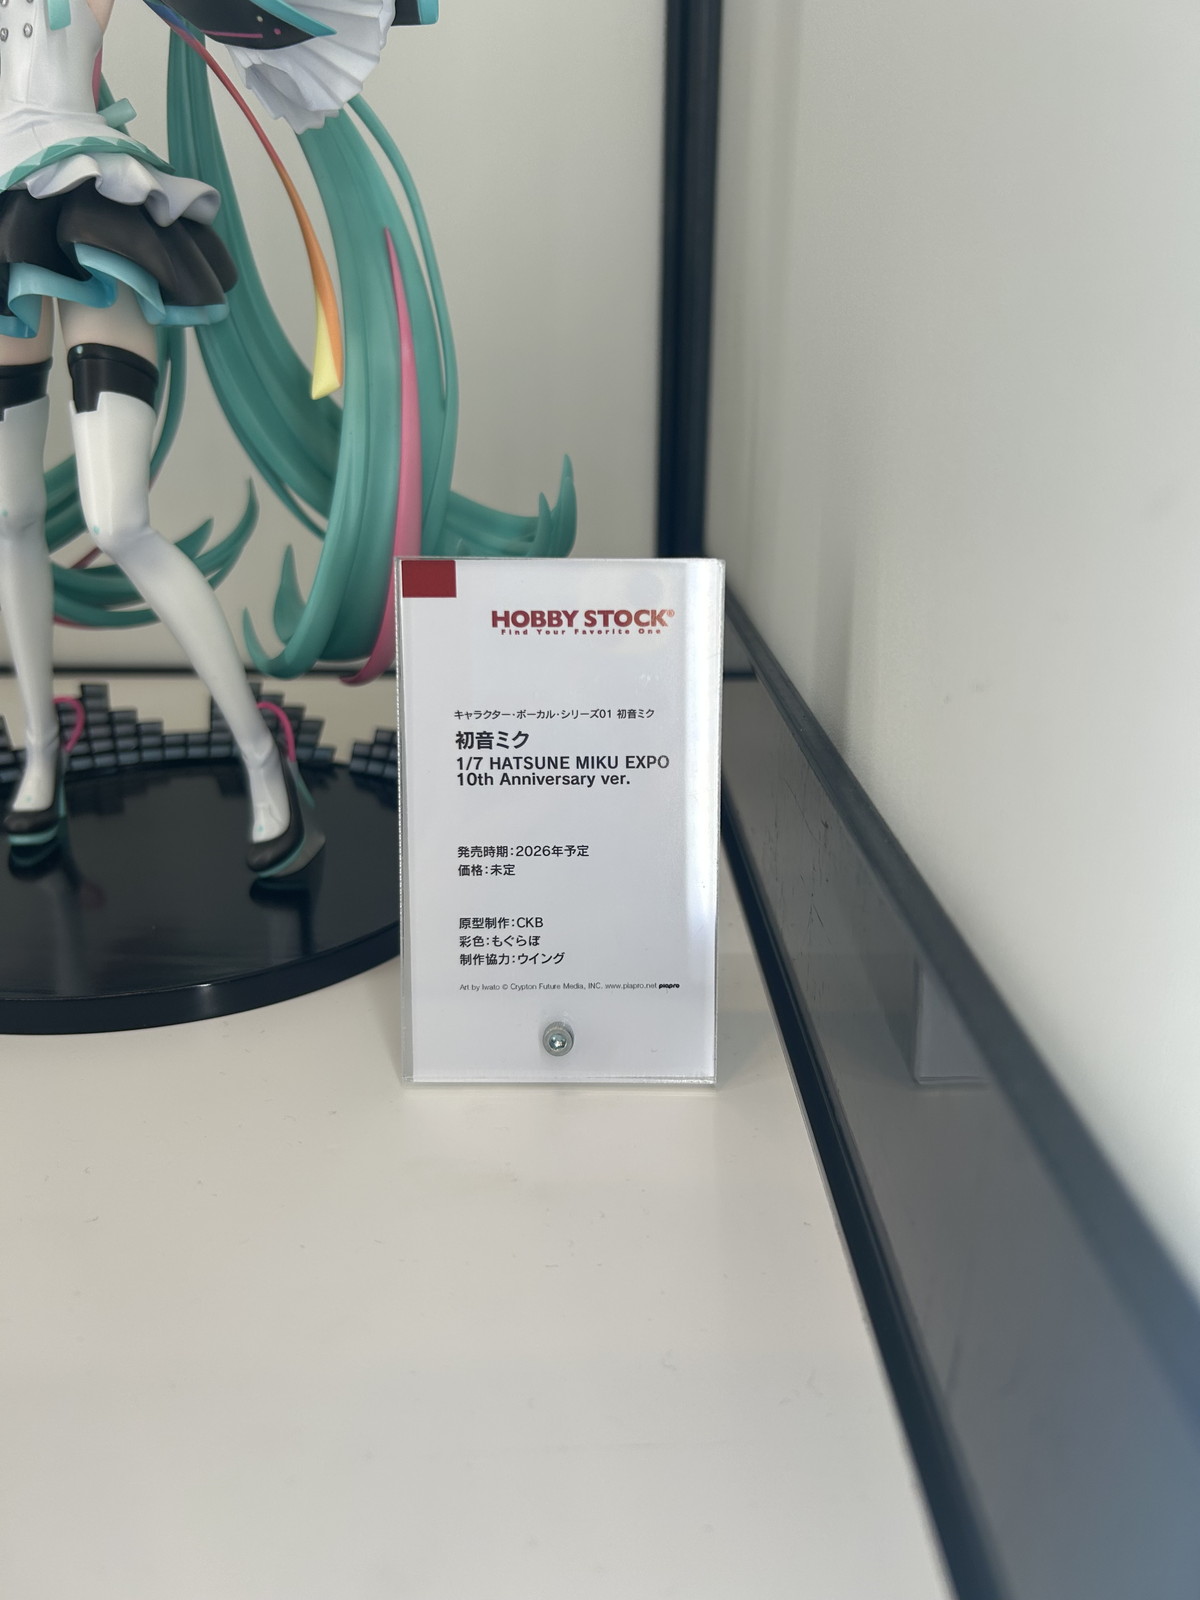 HOBBY STOCK®
Find Your Favorite One
キャラクター・ボーカル・シリーズ01 初音ミク
初音ミク
1/7 HATSUNE MIKU EXPO
10th Anniversary ver.
発売時期:2026年予定
価格:未定
原型制作:CKB
彩色:もぐらぼ
制作協力:ウイング
Art by Iwato © Crypton Future Media, INC. www.piapro.net piapro